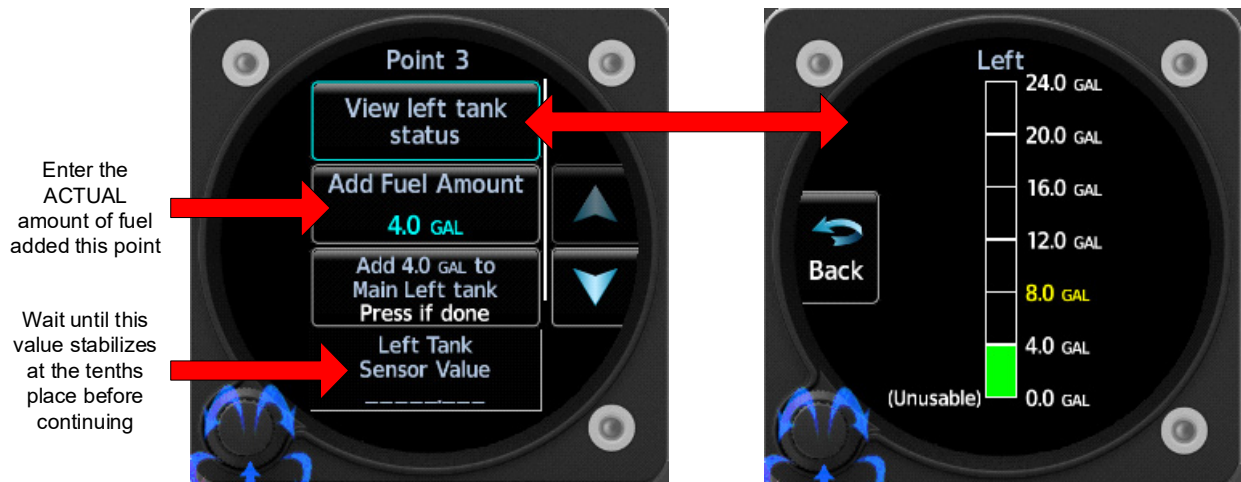 Enter the
ACTUAL
amount of fuel
added this point
Wait until this
value stabilizes
at the tenths
place before
continuing
Point 3
View left tank
status
Add Fuel Amount
4.0 GAL
Add 4.0 GAL to
Main Left tank
Press if done
Left Tank
Sensor Value
_____.___
Left
24.0 GAL
20.0 GAL
16.0 GAL
12.0 GAL
8.0 GAL
4.0 GAL
(Unusable) 0.0 GAL
Back